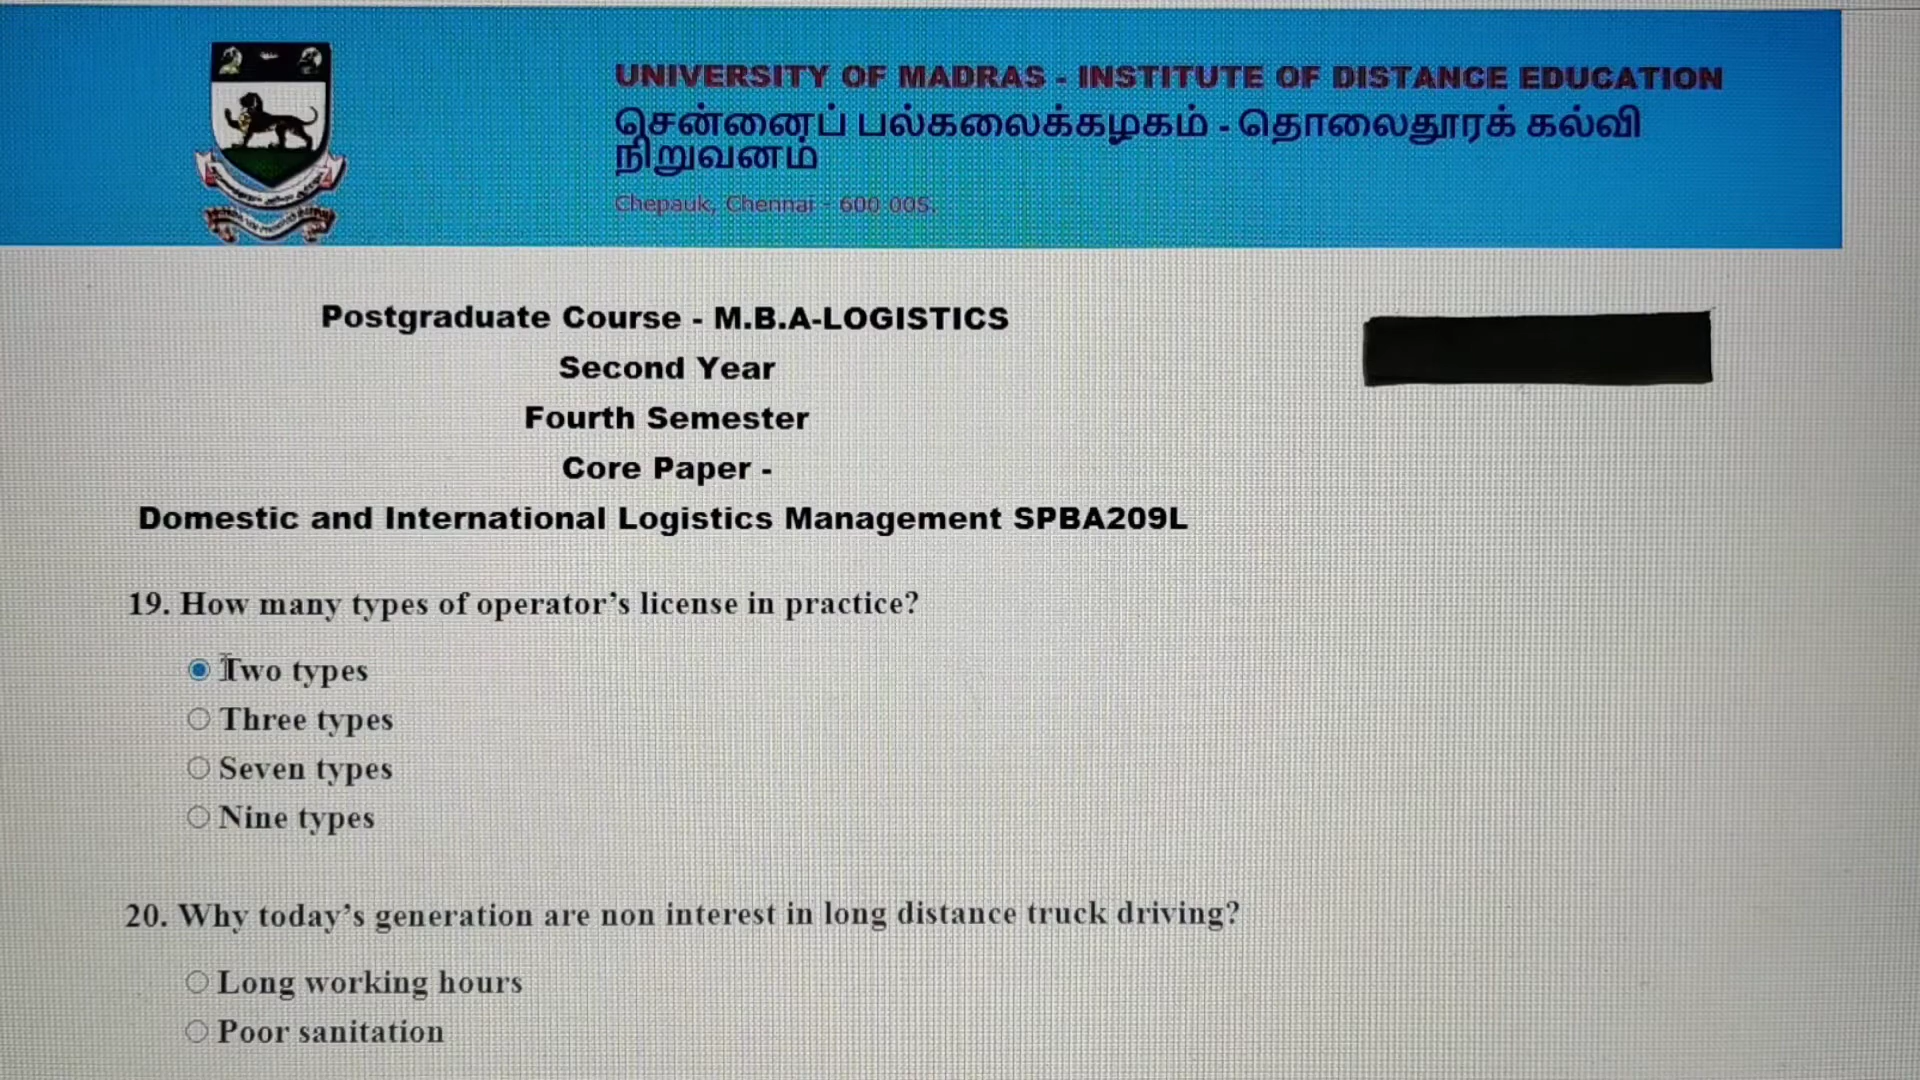 UNIVERSITY OF MADRAS - INSTITUTE OF DISTANCE EDUCATION
சென்னைப் பல்கலைக்கழகம் - தொலைதூரக் கல்வி
நிறுவனம்
Chepauk, Chennai - 600 005.
Postgraduate Course - M.B.A-LOGISTICS
Second Year
Fourth Semester
Core Paper -
Domestic and International Logistics Management SPBA209L
19. How many types of operator’s license in practice?
Two types
Three types
Seven types
Nine types
20. Why today’s generation are non interest in long distance truck driving?
Long working hours
Poor sanitation